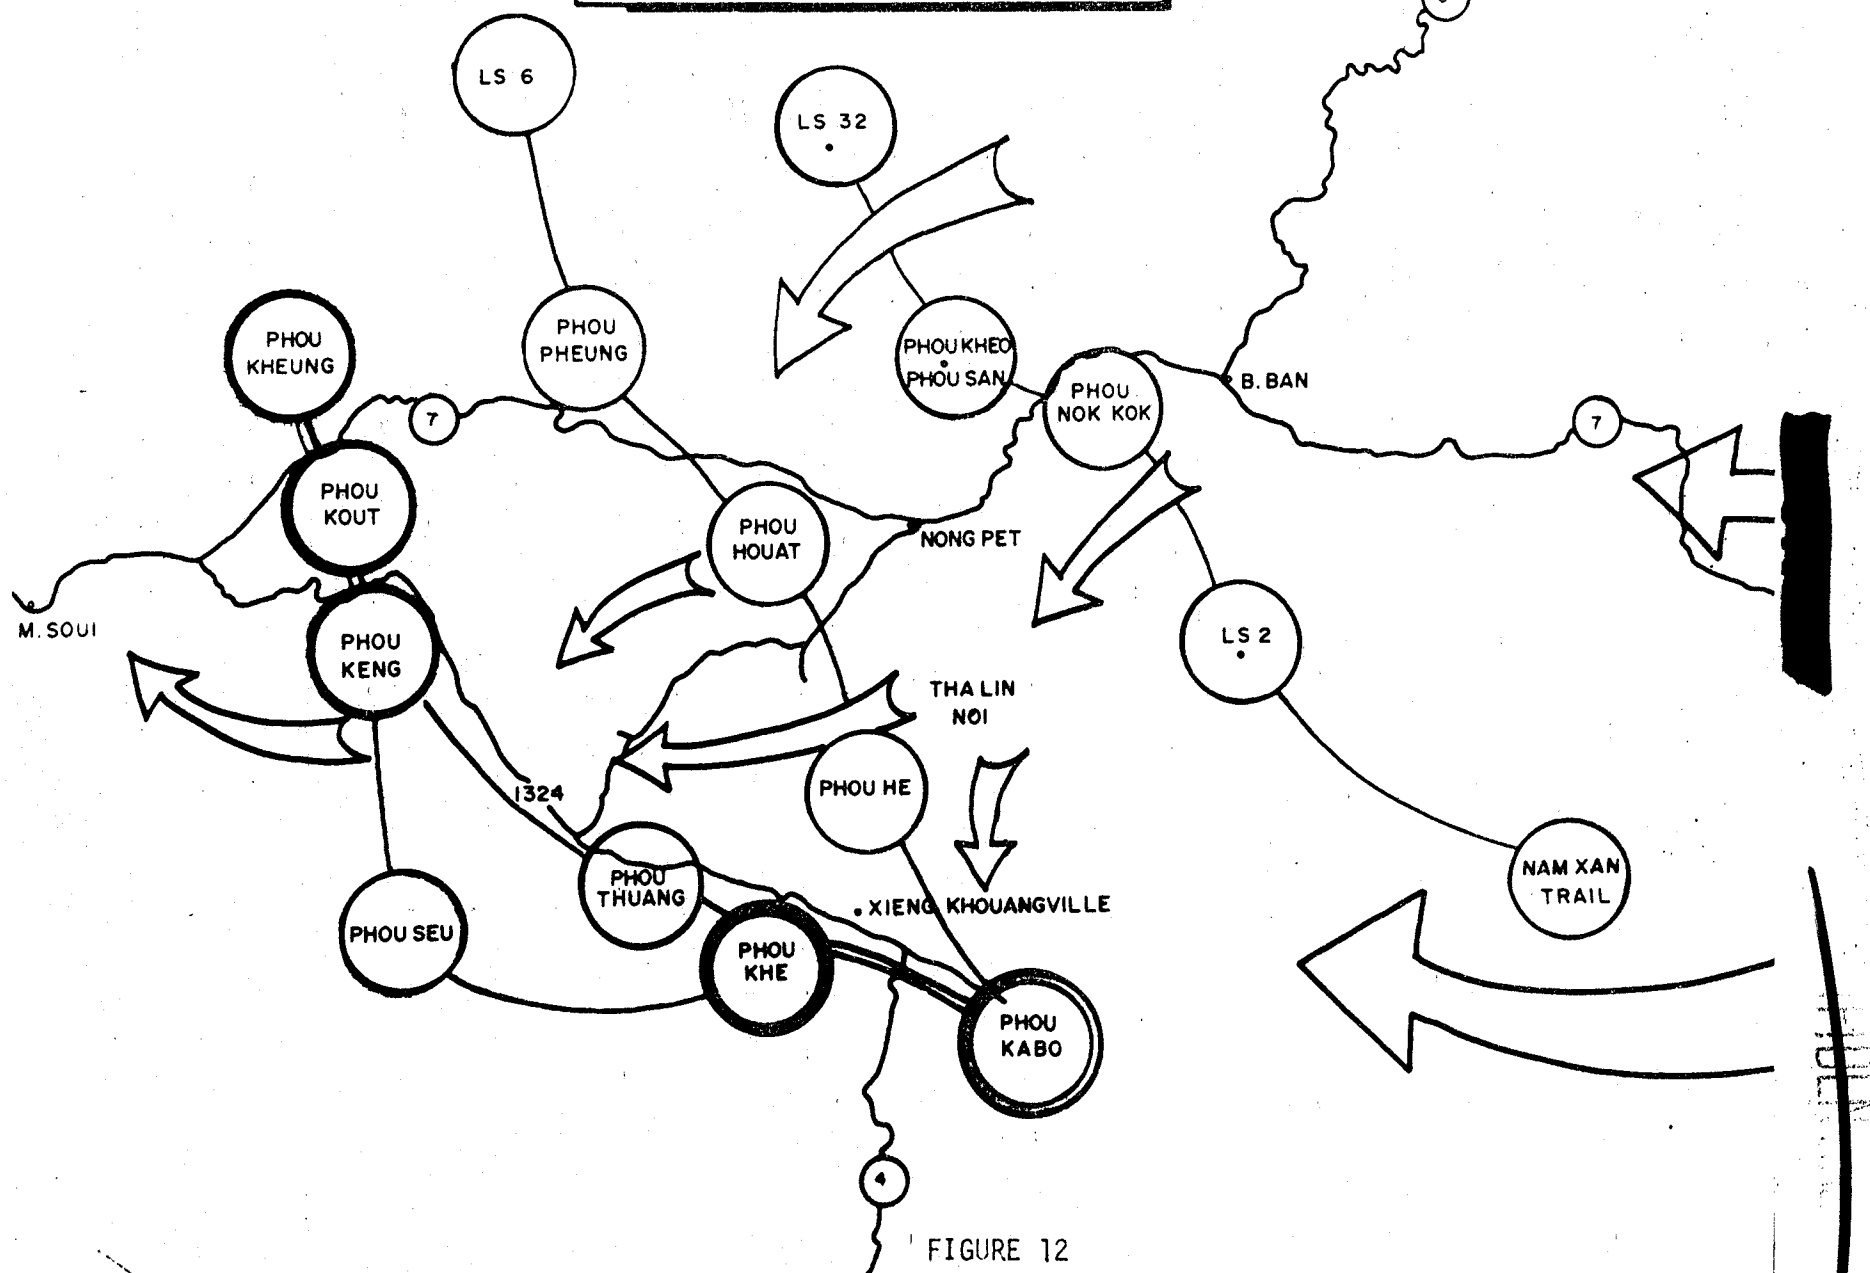 LS 6
LS 32
PHOU
KHEUNG
PHOU
PHEUNG
PHOU KHEO
PHOU SAN
PHOU
NOK KOK
B. BAN
7
7
PHOU
KOUT
PHOU
HOUAT
NONG PET
M. SOUI
PHOU
KENG
LS 2
THA LIN
NOI
1324
PHOU HE
PHOU
THUANG
NAM XAN
TRAIL
XIENG KHOUANGVILLE
PHOU SEU
PHOU
KHE
PHOU
KABO
4
FIGURE 12